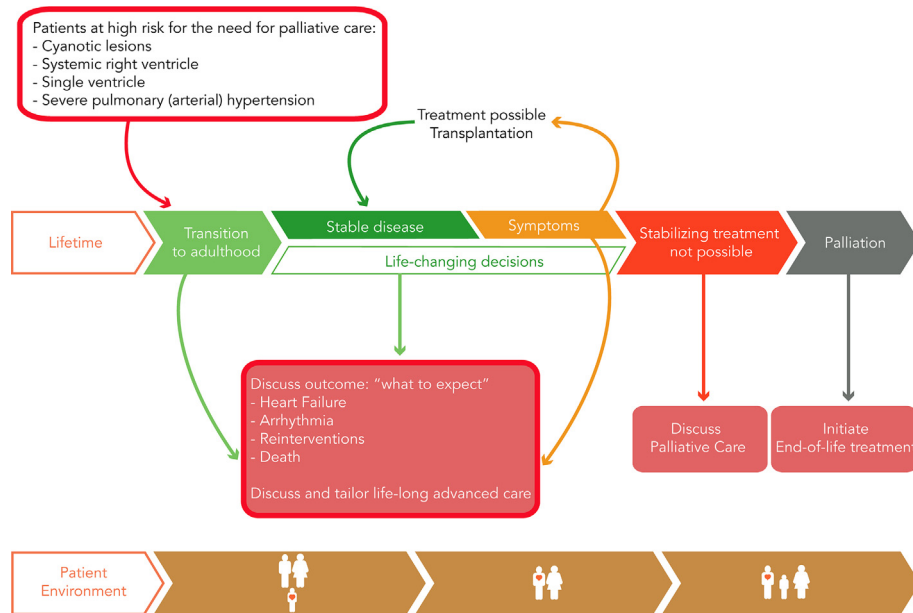 Patients at high risk for the need for palliative care:
- Cyanotic lesions
- Systemic right ventricle
- Single ventricle
- Severe pulmonary (arterial) hypertension
Treatment possible
Transplantation
Lifetime
Transition
to adulthood
Stable disease
Symptoms
Life-changing decisions
Stabilizing treatment
not possible
Palliation
Discuss outcome: “what to expect”
- Heart Failure
- Arrhythmia
- Reinterventions
- Death
Discuss and tailor life-long advanced care
Discuss
Palliative Care
Initiate
End-of-life treatment
Patient
Environment